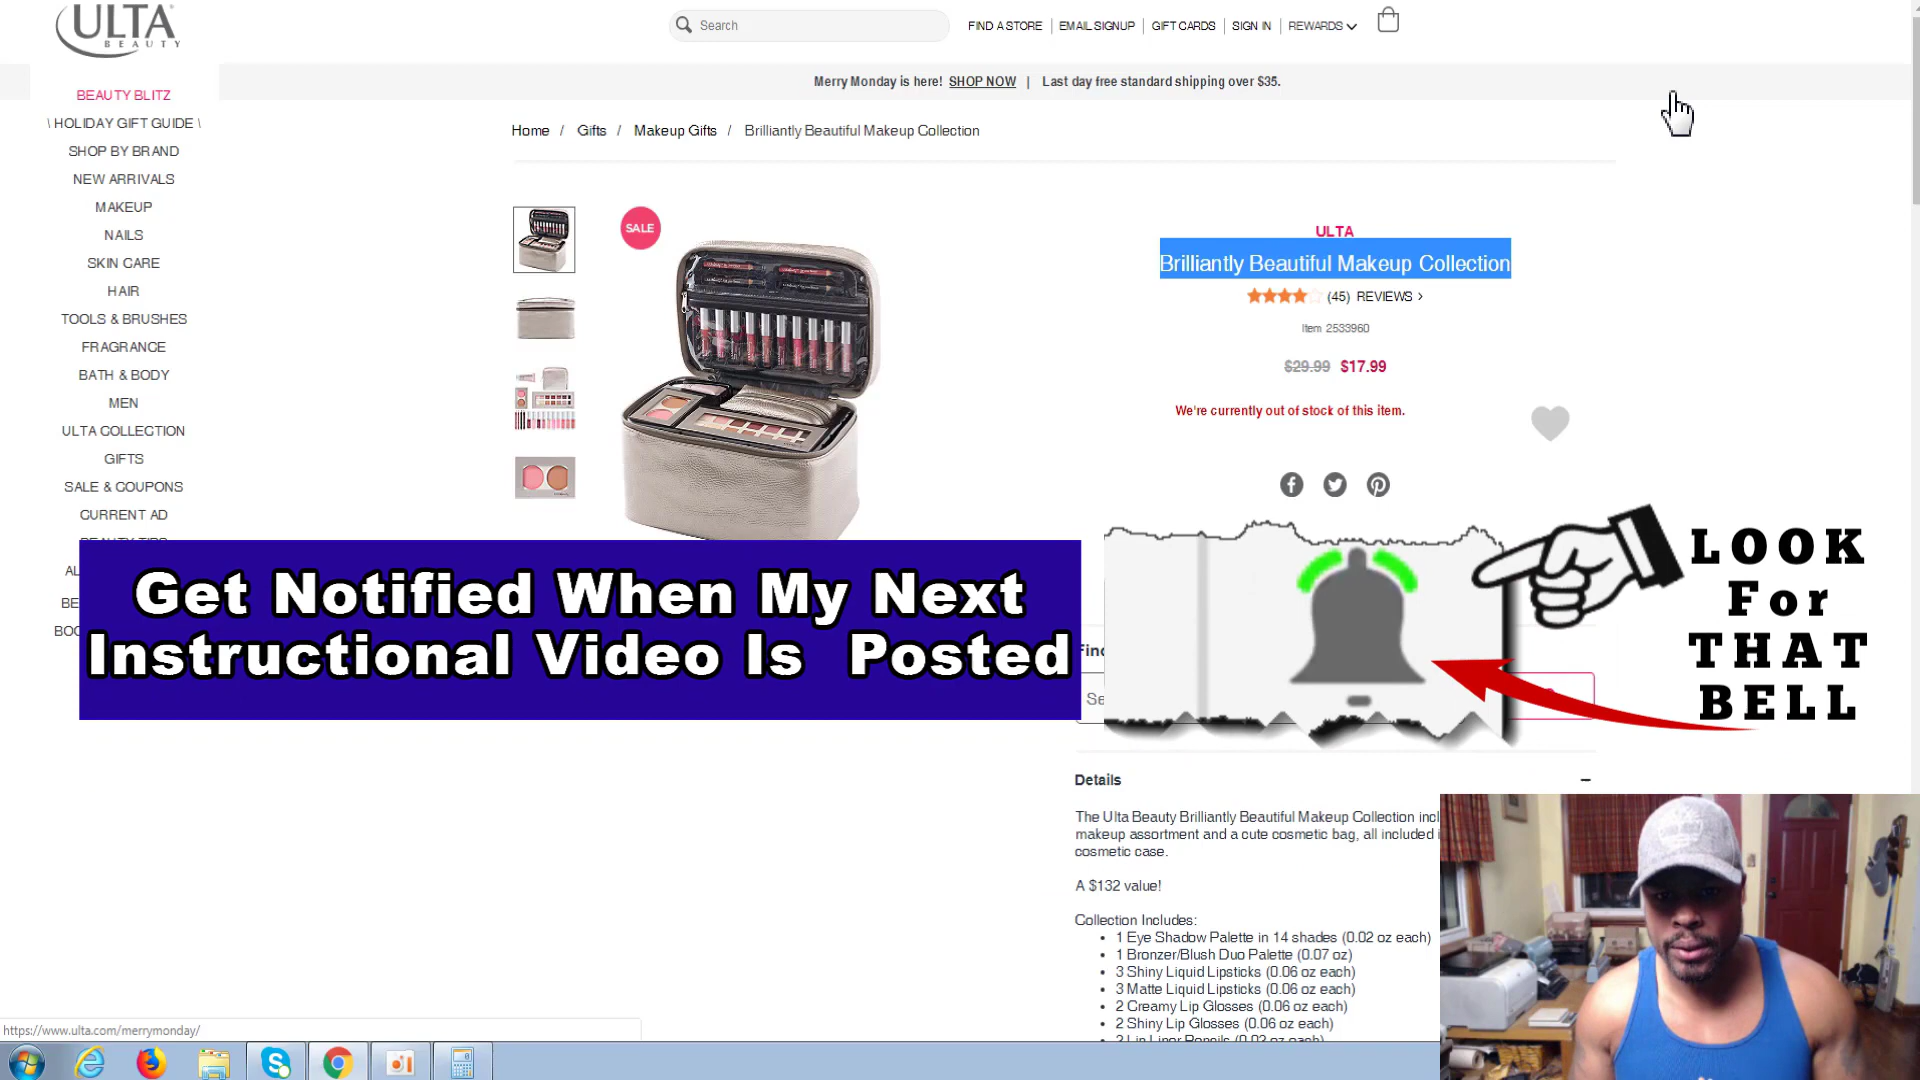 ULTA
BEAUTY
Search
FIND A STORE
EMAIL SIGNUP
GIFT CARDS
SIGN IN
REWARDS
Merry Monday is here! SHOP NOW | Last day free standard shipping over $35.
BEAUTY BLITZ
\ HOLIDAY GIFT GUIDE \
SHOP BY BRAND
NEW ARRIVALS
MAKEUP
NAILS
SKIN CARE
HAIR
TOOLS & BRUSHES
FRAGRANCE
BATH & BODY
MEN
ULTA COLLECTION
GIFTS
SALE & COUPONS
CURRENT AD
Home / Gifts / Makeup Gifts / Brilliantly Beautiful Makeup Collection
SALE
ULTA
Brilliantly Beautiful Makeup Collection
(45) REVIEWS >
Item 2533960
$29.99 $17.99
We're currently out of stock of this item.
Get Notified When My Next
Instructional Video Is Posted
LOOK
For
THAT
BELL
Details
The Ulta Beauty Brilliantly Beautiful Makeup Collection
makeup assortment and a cute cosmetic bag, all included
cosmetic case.
A $132 value!
Collection Includes:
• 1 Eye Shadow Palette in 14 shades (0.02 oz each)
• 1 Bronzer/Blush Duo Palette (0.07 oz)
• 3 Shiny Liquid Lipsticks (0.06 oz each)
• 3 Matte Liquid Lipsticks (0.06 oz each)
• 2 Creamy Lip Glosses (0.06 oz each)
• 2 Shiny Lip Glosses (0.06 oz each)
https://www.ulta.com/merrymonday/